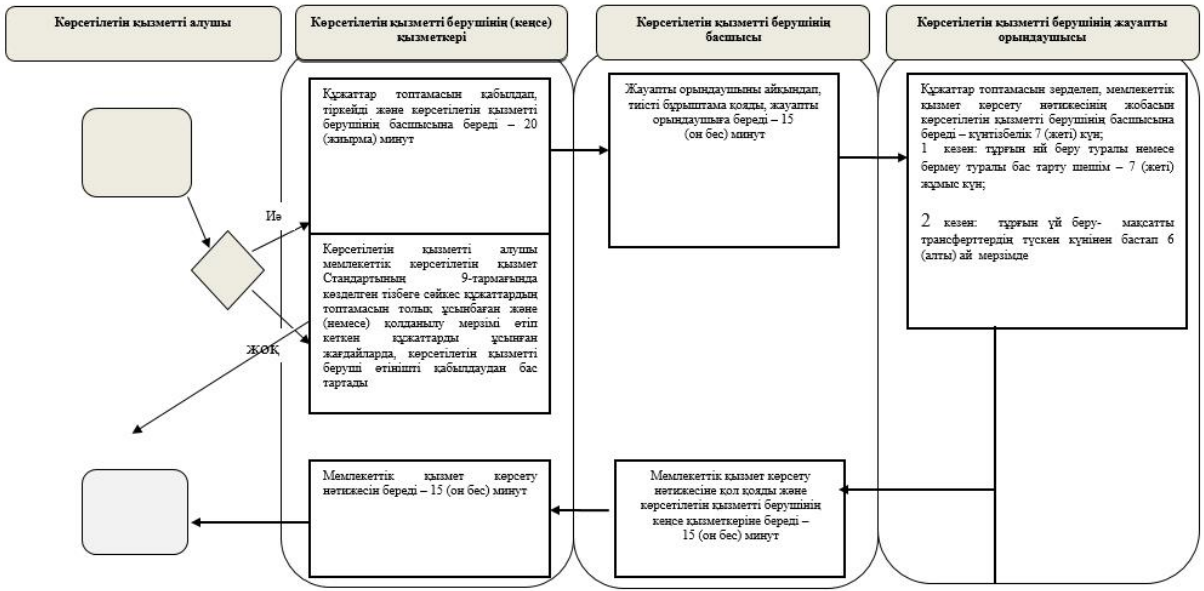 Көрсетілетін қызметті алушы
Көрсетілетін қызметті берушінің (кеңсе)
қызметкері
Көрсетілетін қызметті берушінің
басшысы
Көрсетілетін қызметті берушінің жауапты
орындаушысы
Құжаттар топтамасын қабылдап,
тіркейді және көрсетілетін қызметті
берушінің басшысына береді – 20
(жиырма) минут
Жауапты орындаушыны айқындап,
тиісті бұрыштама қояды, жауапты
орындаушыға береді – 15
(он бес) минут
Құжаттар топтамасын зерделеп, мемлекеттік
қызмет көрсету нәтижесінің жобасын
көрсетілетін қызметті берушінің басшысына
береді – күнтізбелік 7 (жеті) күн;
1 кезен: тұрғын нй беру туралы немесе
бермеу туралы бас тарту шешім – 7 (жеті)
жұмыс күн;
2 кезен: тұрғын үй беру- мақсатты
трансферттердің түскен күнінен бастап 6
(алты) ай мерзімде
Иә
Көрсетілетін қызметті алушы
мемлекеттік көрсетілетін қызмет
Стандартының 9-тармағында
көзделген тізбеге сәйкес құжаттардың
топтамасын толық ұсынбаған және
(немесе) қолданылу мерзімі өтіп
кеткен құжаттарды ұсынған
жағдайларда, көрсетілетін қызметті
беруші өтінішті қабылдаудан бас
тартады
жоқ
Мемлекеттік қызмет көрсету
нәтижесін береді – 15 (он бес) минут
Мемлекеттік қызмет көрсету
нәтижесіне қол қояды және
көрсетілетін қызметті берушінің
кеңсе қызметкеріне береді –
15 (он бес) минут